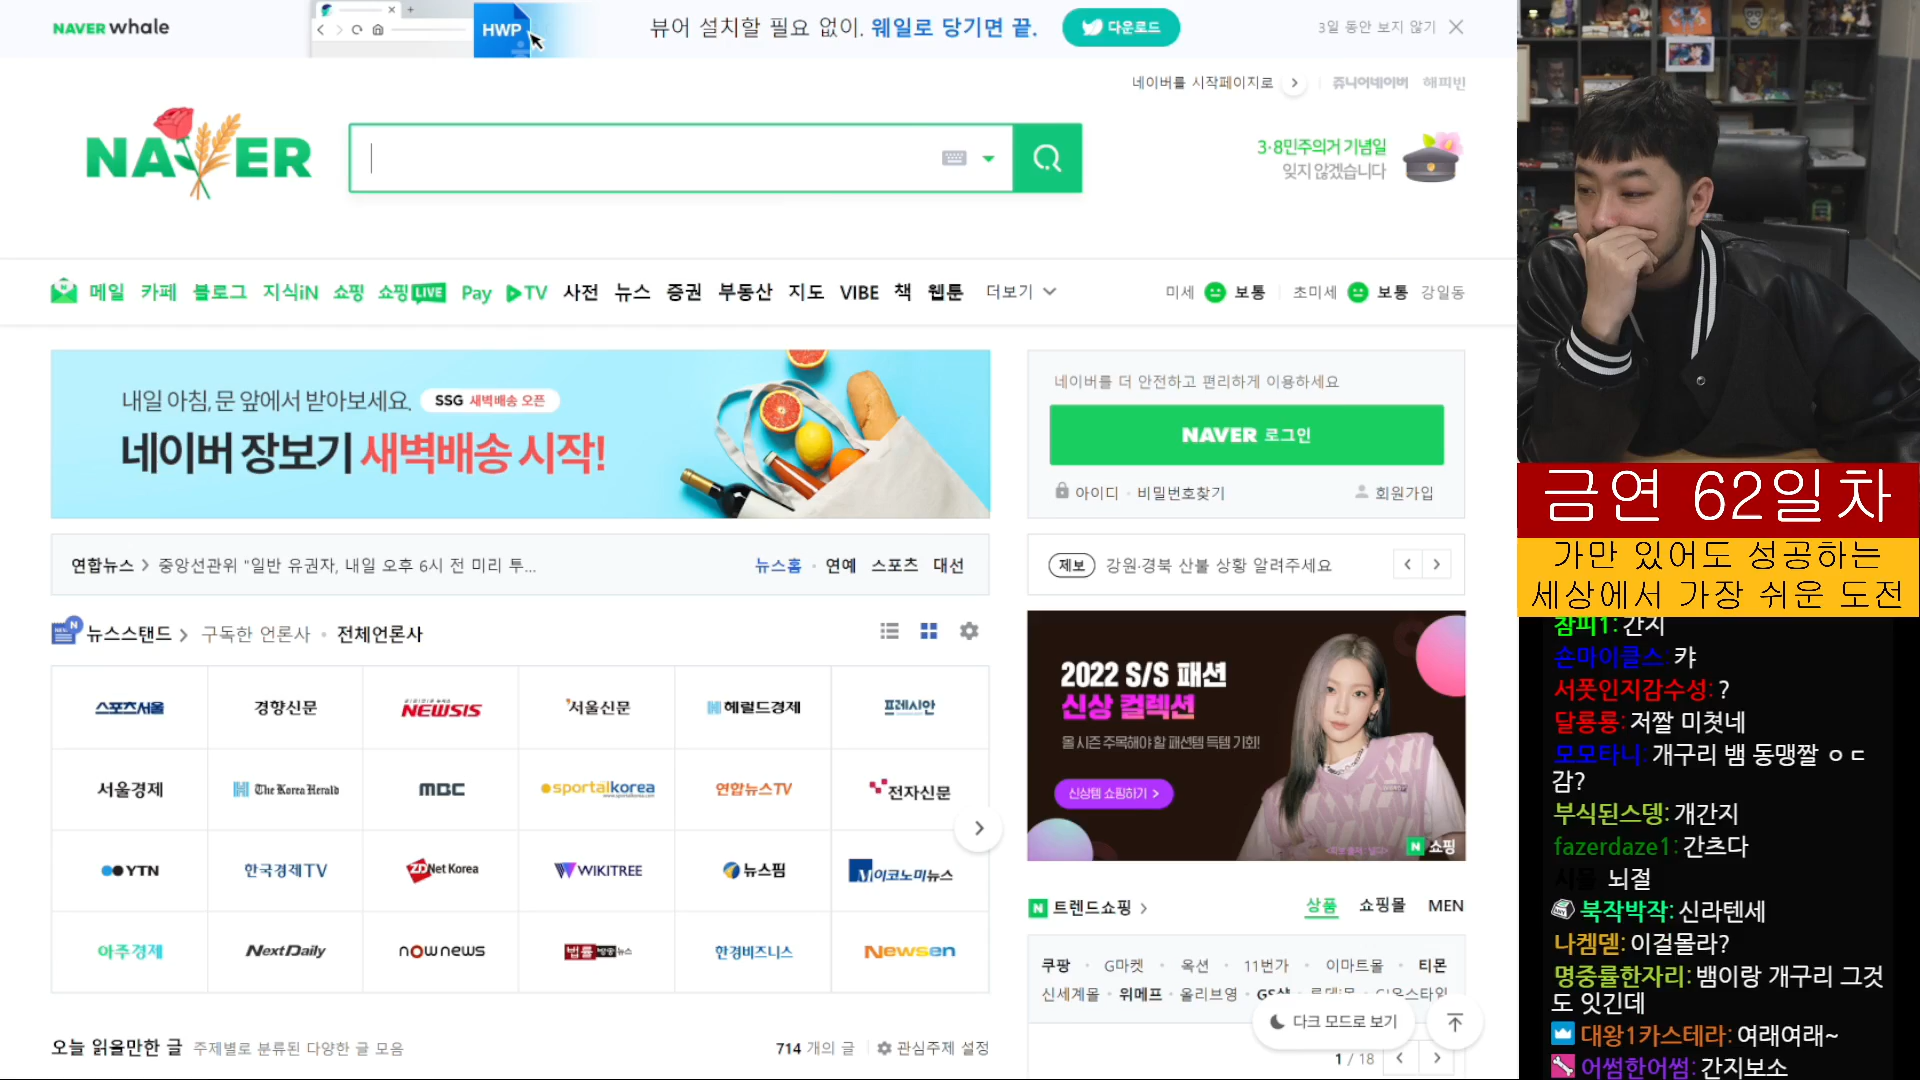 NAVER whale
HWP
뷰어 설치할 필요 없이. 웨일로 당기면 끝.
다운로드
3일 동안 보지 않기
네이버를 시작페이지로
쥬니어네이버 해피빈
NAVER
3·8민주의거 기념일
잊지 않겠습니다
메일 카페 블로그 지식iN 쇼핑 쇼핑LIVE Pay TV 사전 뉴스 증권 부동산 지도 VIBE 책 웹툰 더보기
미세 보통 초미세 보통 강일동
내일 아침, 문 앞에서 받아보세요. SSG 새벽배송 오픈
네이버 장보기 새벽배송 시작!
네이버를 더 안전하고 편리하게 이용하세요
NAVER 로그인
아이디 · 비밀번호찾기
회원가입
연합뉴스 > 중앙선관위 "일반 유권자, 내일 오후 6시 전 미리 투...
뉴스홈 · 연예 스포츠 대선
제보 강원·경북 산불 상황 알려주세요
뉴스스탠드 > 구독한 언론사 · 전체언론사
스포츠서울 경향신문 NEWSIS 서울신문 헤럴드경제 프레시안
서울경제 The Korea Herald MBC sportalkorea 연합뉴스TV 전자신문
YTN 한국경제TV ZDNet Korea WIKITREE 뉴스핌 M이코노미뉴스
아주경제 NextDaily nownews 법률방송뉴스 한경비즈니스 Newsen
2022 S/S 패션
신상 컬렉션
올 시즌 주목해야 할 패션템 득템 기회!
신상템 쇼핑하기 >
N 쇼핑
N 트렌드쇼핑 >
상품 쇼핑몰 MEN
쿠팡 · G마켓 · 옥션 · 11번가 · 이마트몰 · 티몬
신세계몰 · 위메프 · 올리브영 ·
다크 모드로 보기
1 / 18
오늘 읽을만한 글 주제별로 분류된 다양한 글 모음
714 개의 글 관심주제 설정
금연 62일차
가만 있어도 성공하는
세상에서 가장 쉬운 도전
참피1: 간지
숀마이클스: 캬
서폿인지감수성: ?
달룡룡: 저짤 미쳣네
모모타니: 개구리 뱀 동맹짤 ㅇㄷ
감?
부식된스뎅: 개간지
fazerdaze1: 간츠다
뇌절
북작박작: 신라텐세
나켐델: 이걸몰라?
명중률한자리: 뱀이랑 개구리 그것
도 잇긴데
대왕1카스테라: 여래여래~
어썸한어썸: 간지보소